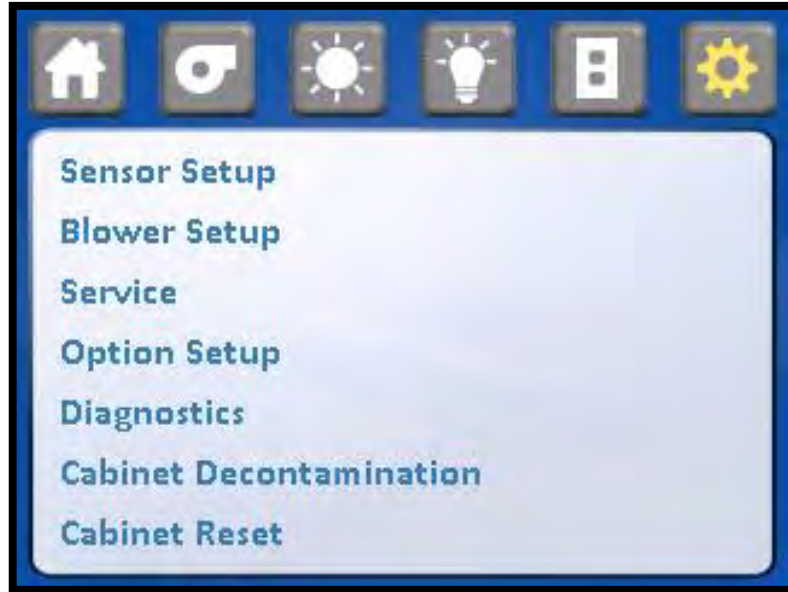 Sensor Setup
Blower Setup
Service
Option Setup
Diagnostics
Cabinet Decontamination
Cabinet Reset